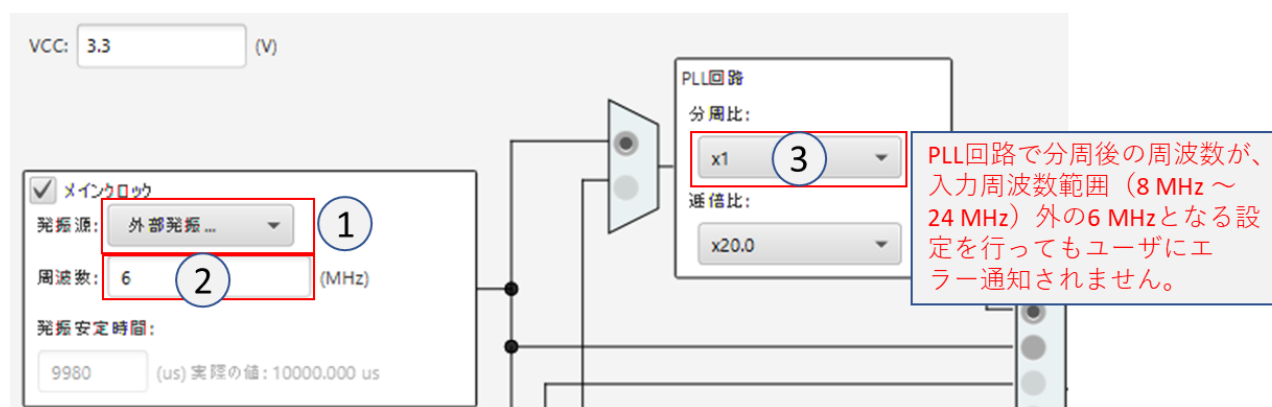 VCC: 3.3 (V)
PLL回路
分周比:
x1 3
逓倍比:
x20.0
PLL回路で分周後の周波数が、
入力周波数範囲（8 MHz ～
24 MHz）外の6 MHzとなる設
定を行ってもユーザにエ
ラー通知されません。
メインクロック
発振源: 外部発振 ... 1
周波数: 6 2 (MHz)
発振安定時間:
9980 (us) 実際の値: 10000.000 us